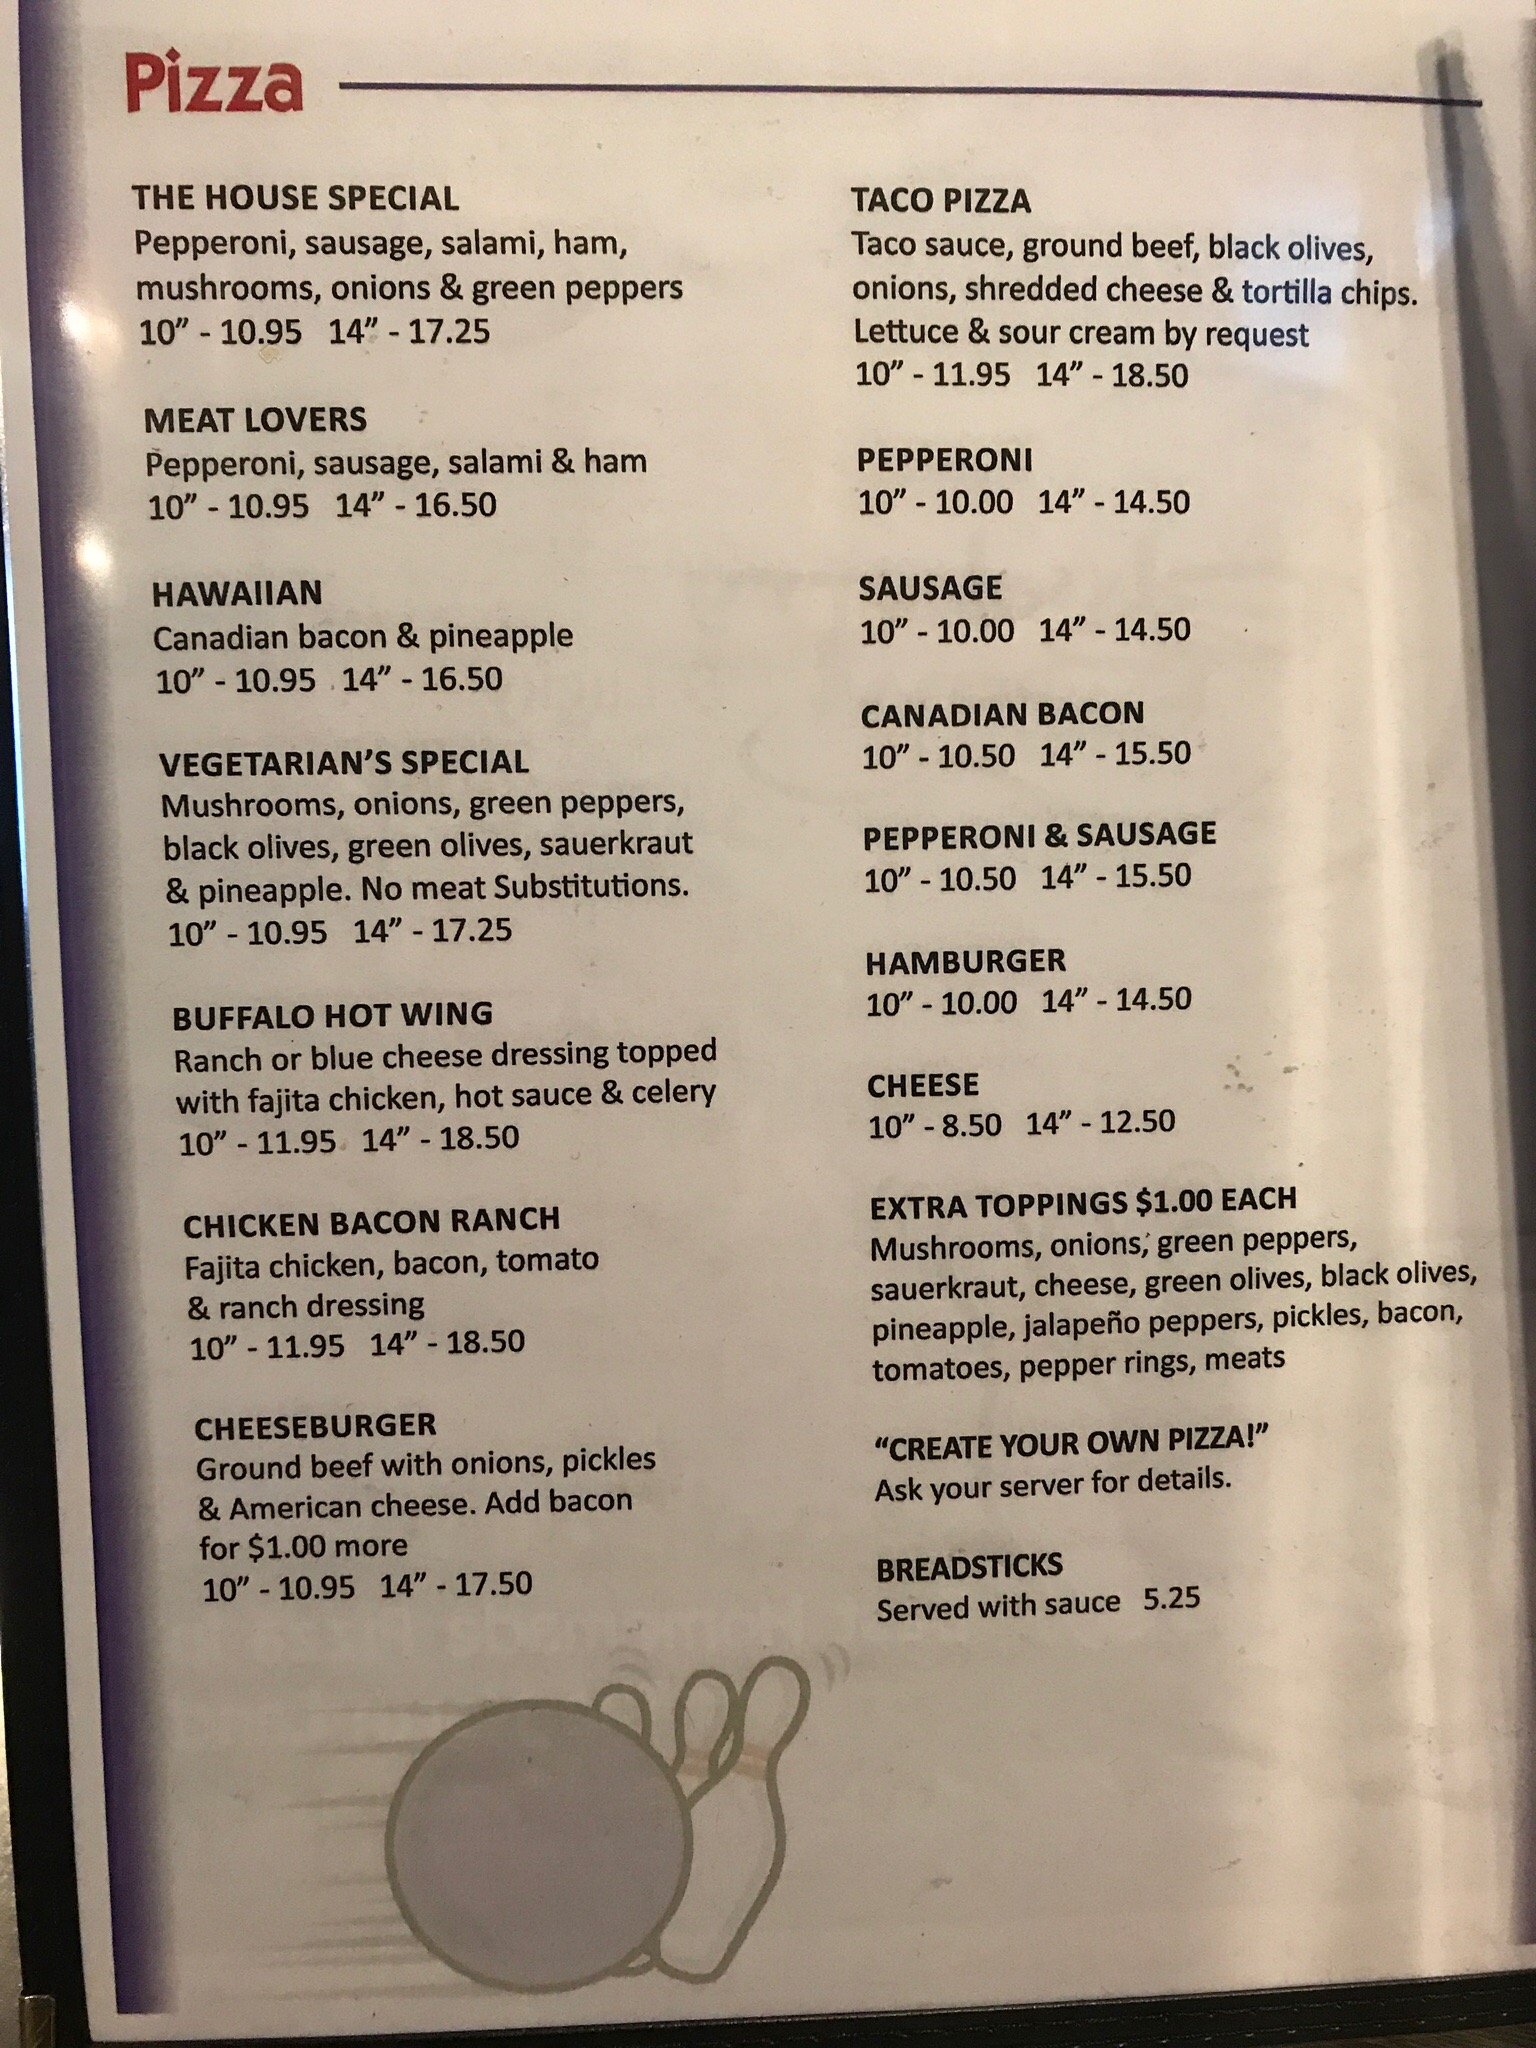 Pizza
THE HOUSE SPECIAL
Pepperoni, sausage, salami, ham,
mushrooms, onions & green peppers
10” - 10.95 14” - 17.25
MEAT LOVERS
Pepperoni, sausage, salami & ham
10” - 10.95 14” - 16.50
HAWAIIAN
Canadian bacon & pineapple
10” - 10.95 14” - 16.50
VEGETARIAN’S SPECIAL
Mushrooms, onions, green peppers,
black olives, green olives, sauerkraut
& pineapple. No meat Substitutions.
10” - 10.95 14” - 17.25
BUFFALO HOT WING
Ranch or blue cheese dressing topped
with fajita chicken, hot sauce & celery
10” - 11.95 14” - 18.50
CHICKEN BACON RANCH
Fajita chicken, bacon, tomato
& ranch dressing
10” - 11.95 14” - 18.50
CHEESEBURGER
Ground beef with onions, pickles
& American cheese. Add bacon
for $1.00 more
10” - 10.95 14” - 17.50
TACO PIZZA
Taco sauce, ground beef, black olives,
onions, shredded cheese & tortilla chips.
Lettuce & sour cream by request
10” - 11.95 14” - 18.50
PEPPERONI
10” - 10.00 14” - 14.50
SAUSAGE
10” - 10.00 14” - 14.50
CANADIAN BACON
10” - 10.50 14” - 15.50
PEPPERONI & SAUSAGE
10” - 10.50 14” - 15.50
HAMBURGER
10” - 10.00 14” - 14.50
CHEESE
10” - 8.50 14” - 12.50
EXTRA TOPPINGS $1.00 EACH
Mushrooms, onions, green peppers,
sauerkraut, cheese, green olives, black olives,
pineapple, jalapeño peppers, pickles, bacon,
tomatoes, pepper rings, meats
“CREATE YOUR OWN PIZZA!”
Ask your server for details.
BREADSTICKS
Served with sauce 5.25